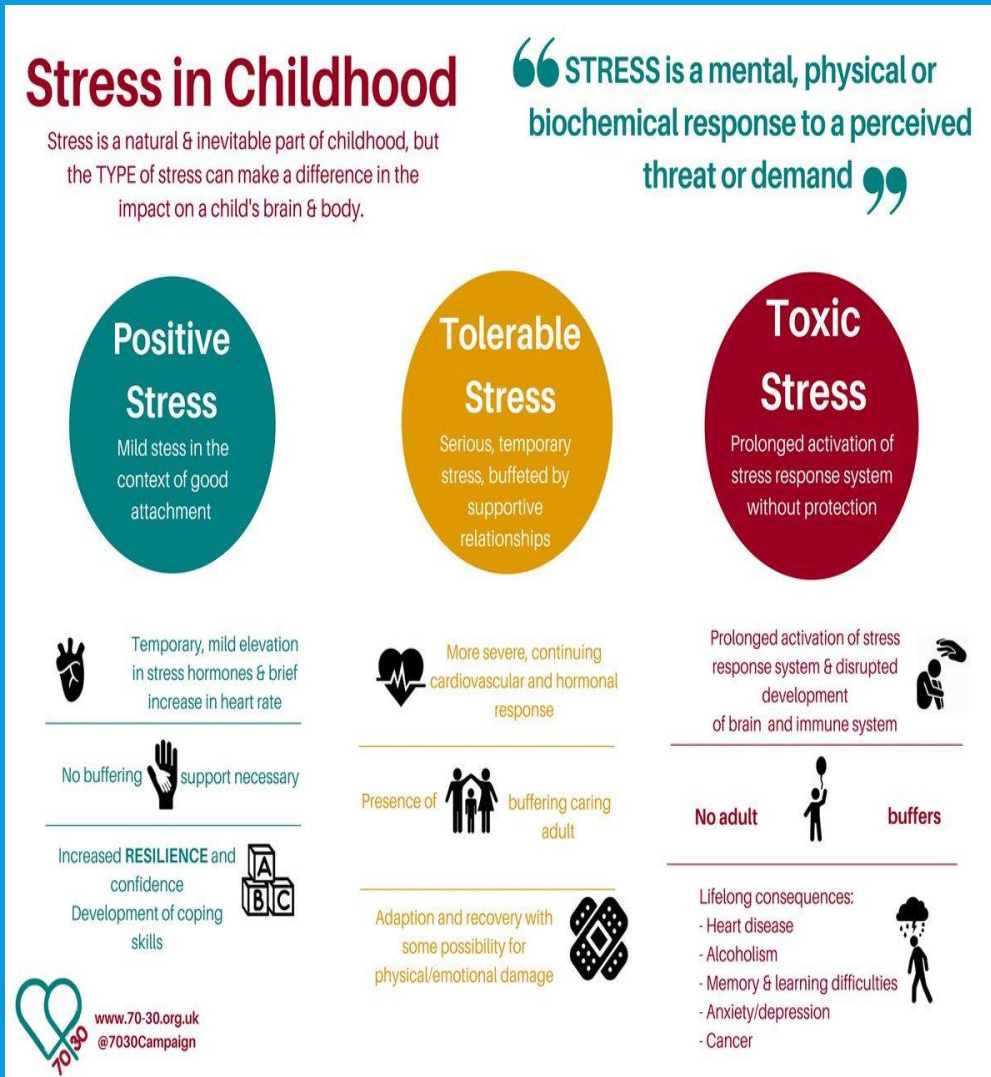 Stress in Childhood
Stress is a natural & inevitable part of childhood, but
the TYPE of stress can make a difference in the
impact on a child's brain & body.
“ STRESS is a mental, physical or
biochemical response to a perceived
threat or demand ”
Positive
Stress
Mild stess in the
context of good
attachment
Tolerable
Stress
Serious, temporary
stress, buffeted by
supportive
relationships
Toxic
Stress
Prolonged activation of
stress response system
without protection
Temporary, mild elevation
in stress hormones & brief
increase in heart rate
No buffering support necessary
Increased RESILIENCE and
confidence
Development of coping
skills
A
B C
More severe, continuing
cardiovascular and hormonal
response
Presence of buffering caring
adult
Adaption and recovery with
some possibility for
physical/emotional damage
Prolonged activation of stress
response system & disrupted
development
of brain and immune system
No adult buffers
Lifelong consequences:
- Heart disease
- Alcoholism
- Memory & learning difficulties
- Anxiety/depression
- Cancer
70/30
www.70-30.org.uk
@7030Campaign